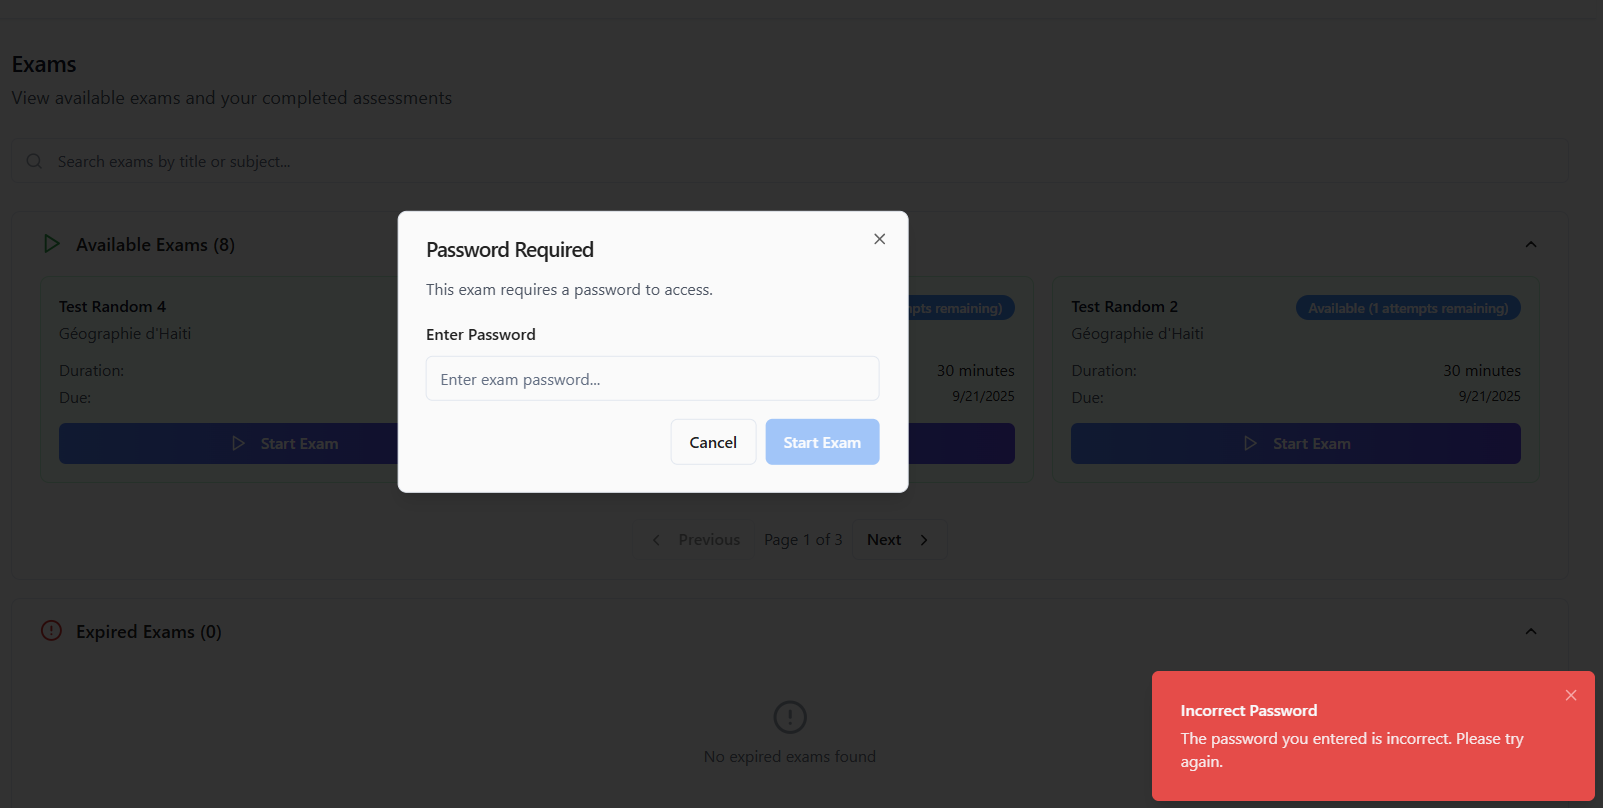 Exams
View available exams and your completed assessments
Search exams by title or subject...
Available Exams (8)
Test Random 4
Géographie d'Haiti
Duration:
Due:
Start Exam
pts remaining)
30 minutes
9/21/2025
Test Random 2
Available (1 attempts remaining)
Géographie d'Haiti
Duration:
30 minutes
Due:
9/21/2025
Start Exam
Password Required
This exam requires a password to access.
Enter Password
Enter exam password...
Cancel
Start Exam
Previous
Page 1 of 3
Next
Expired Exams (0)
No expired exams found
Incorrect Password
The password you entered is incorrect. Please try
again.